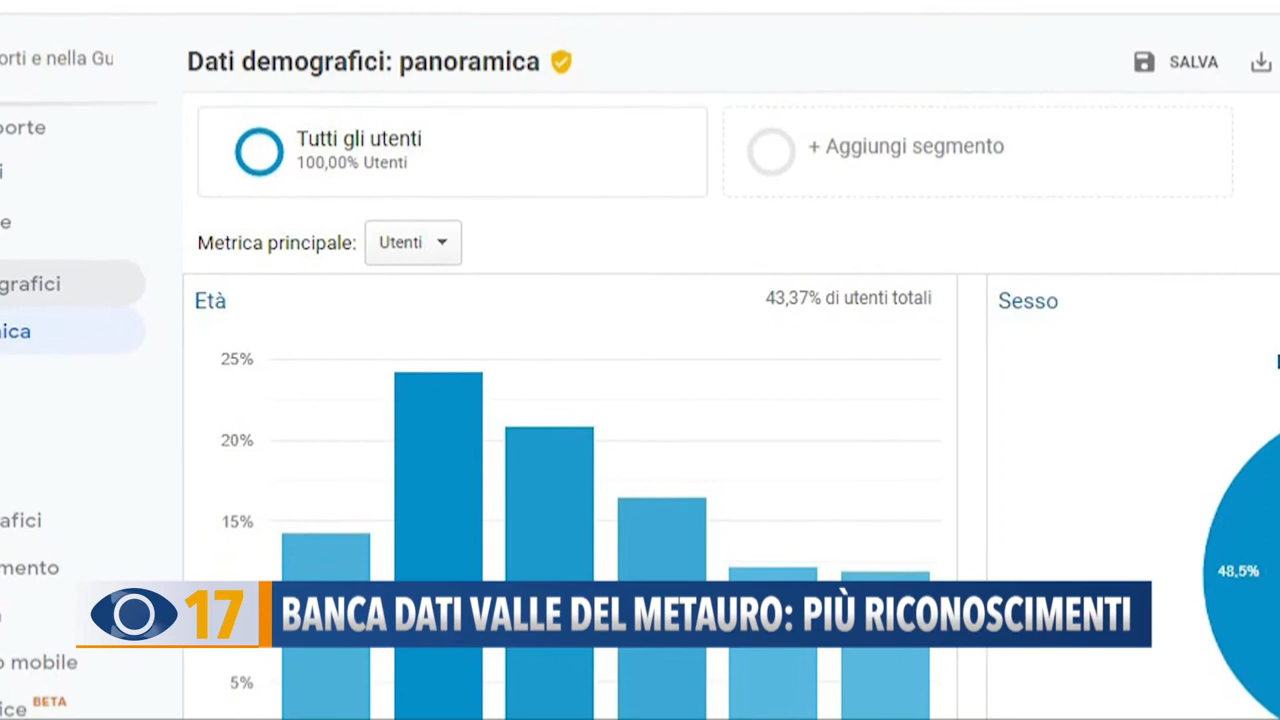 orti e nella Gu
Dati demografici: panoramica
SALVA
porte
Tutti gli utenti
100,00% Utenti
+ Aggiungi segmento
i
e
Metrica principale:
Utenti
grafici
ica
Età
43,37% di utenti totali
Sesso
25%
20%
15%
5%
48,5%
afici
mento
o mobile
ice BETA
17
BANCA DATI VALLE DEL METAURO: PIÙ RICONOSCIMENTI